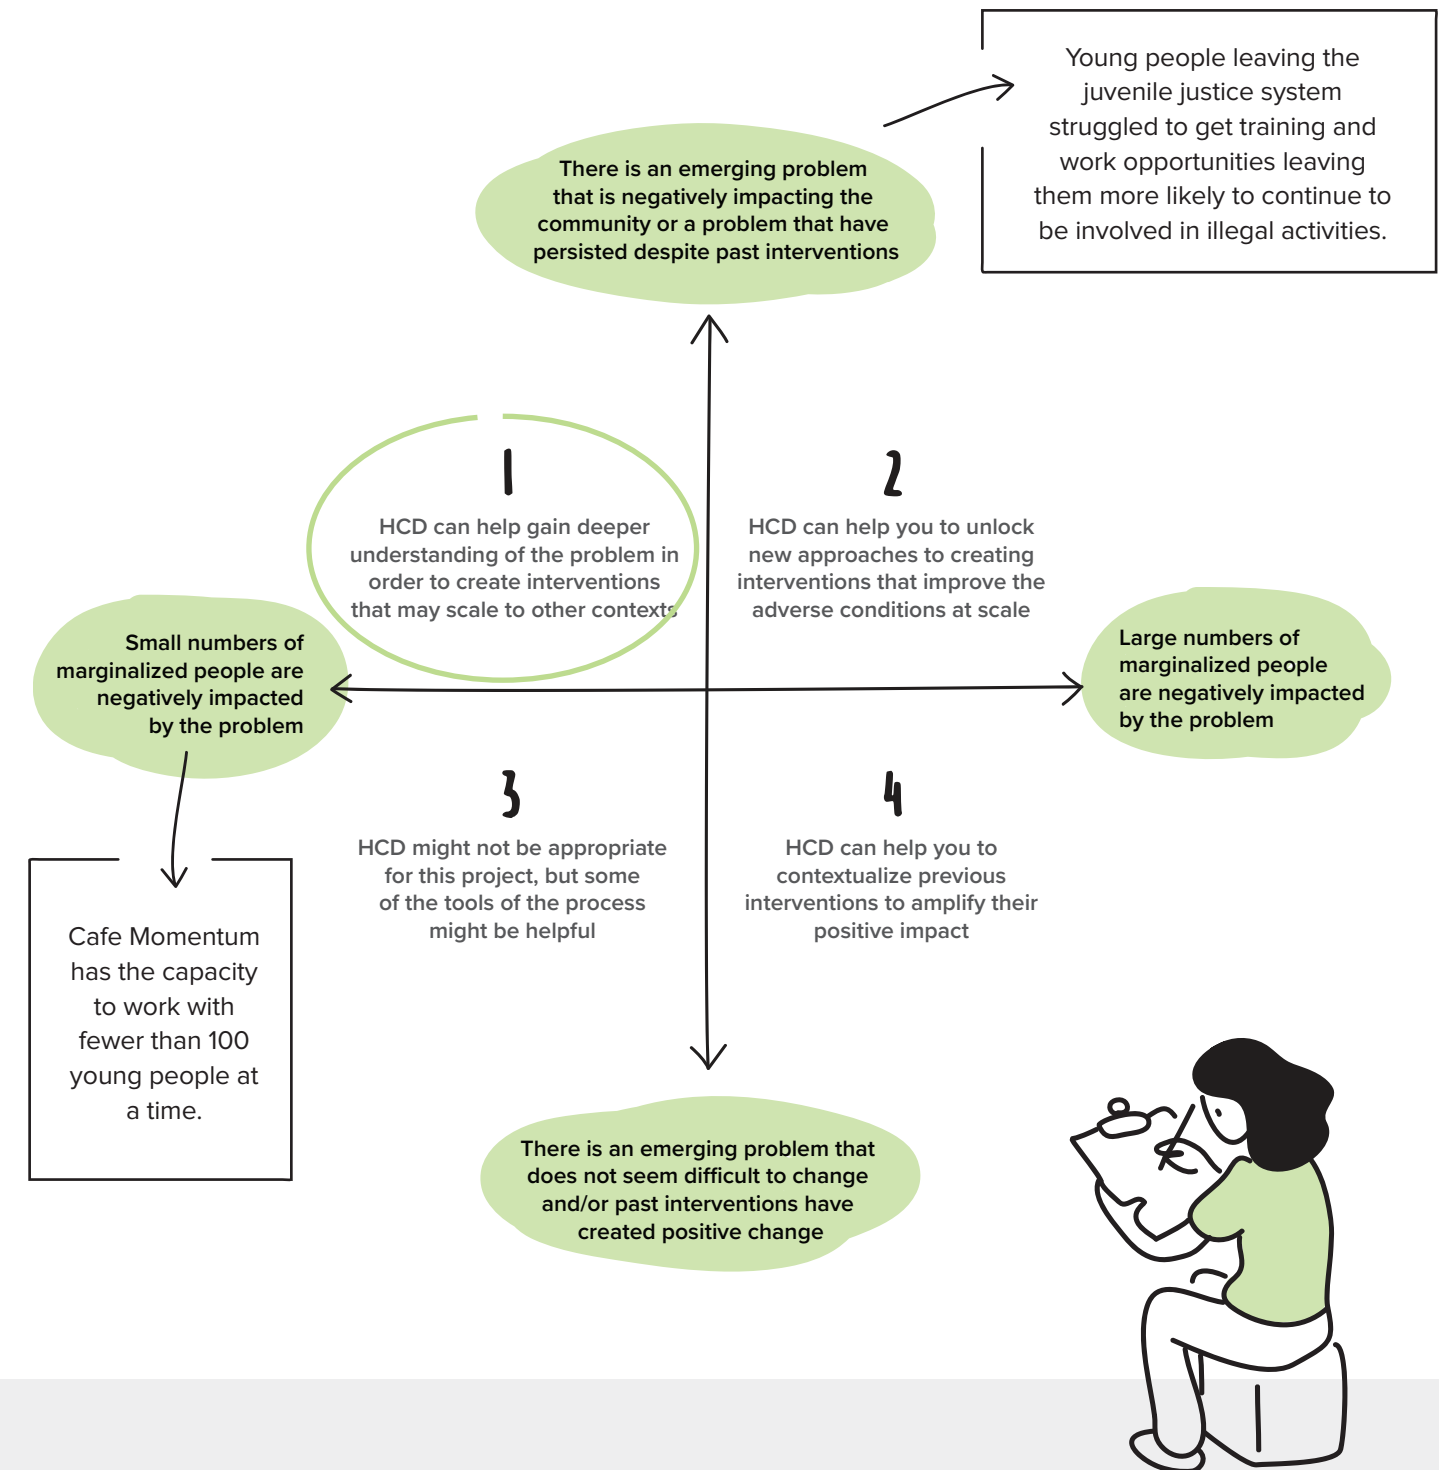 Young people leaving the
juvenile justice system
struggled to get training and
work opportunities leaving
them more likely to continue to
be involved in illegal activities.
There is an emerging problem
that is negatively impacting the
community or a problem that have
persisted despite past interventions
1
HCD can help gain deeper
understanding of the problem in
order to create interventions
that may scale to other contexts
2
HCD can help you to unlock
new approaches to creating
interventions that improve the
adverse conditions at scale
Small numbers of
marginalized people are
negatively impacted
by the problem
Large numbers of
marginalized people
are negatively impacted
by the problem
3
HCD might not be appropriate
for this project, but some
of the tools of the process
might be helpful
4
HCD can help you to
contextualize previous
interventions to amplify their
positive impact
Cafe Momentum
has the capacity
to work with
fewer than 100
young people at
a time.
There is an emerging problem that
does not seem difficult to change
and/or past interventions have
created positive change